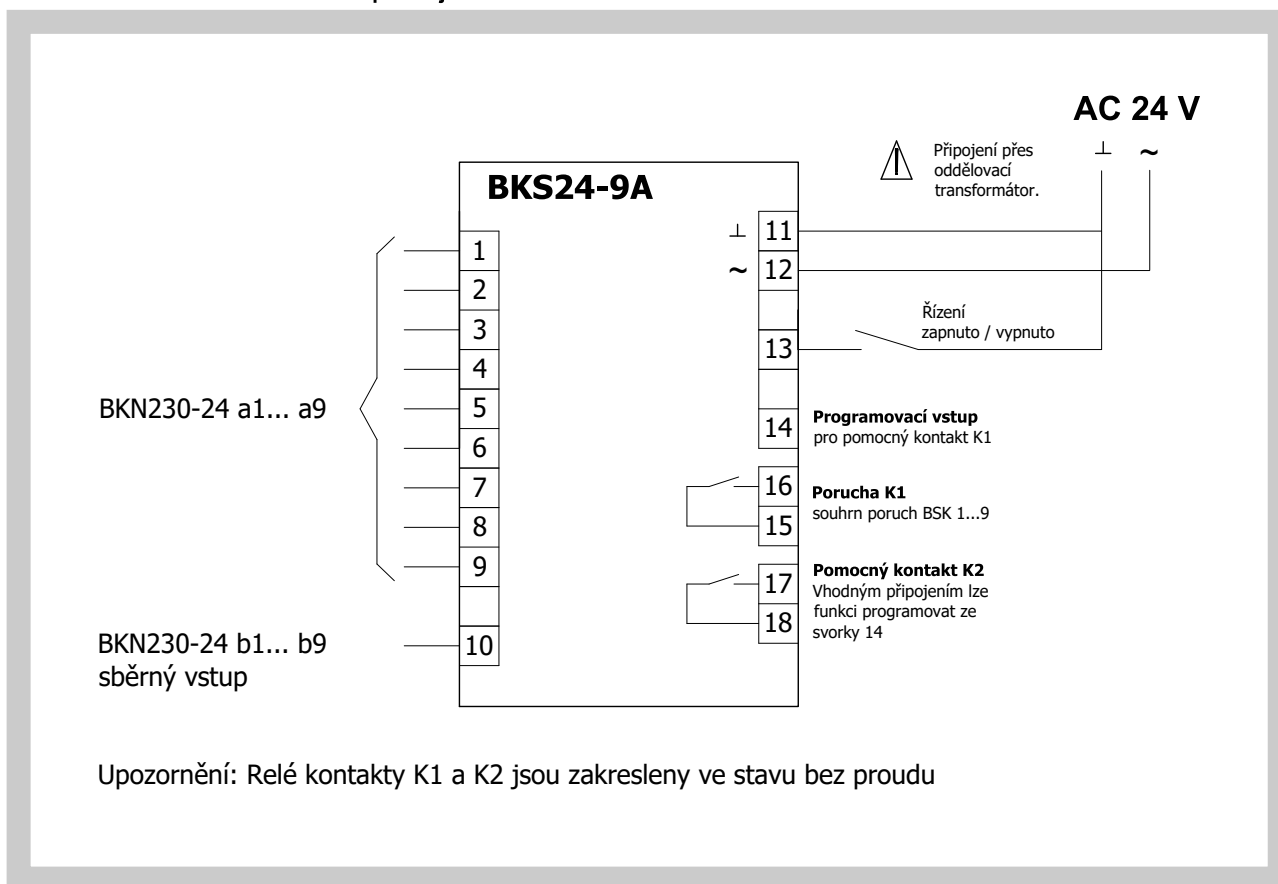 AC 24 V
⊥ ~
Připojení přes
oddělovací
transformátor.
BKS24-9A
⊥ 11
~ 12
13
Řízení
zapnuto / vypnuto
14
Programovací vstup
pro pomocný kontakt K1
16
15
Porucha K1
souhrn poruch BSK 1...9
17
18
Pomocný kontakt K2
Vhodným připojením lze
funkci programovat ze
svorky 14
1
2
3
4
5
6
7
8
9
10
BKN230-24 a1... a9
BKN230-24 b1... b9
sběrný vstup
Upozornění: Relé kontakty K1 a K2 jsou zakresleny ve stavu bez proudu